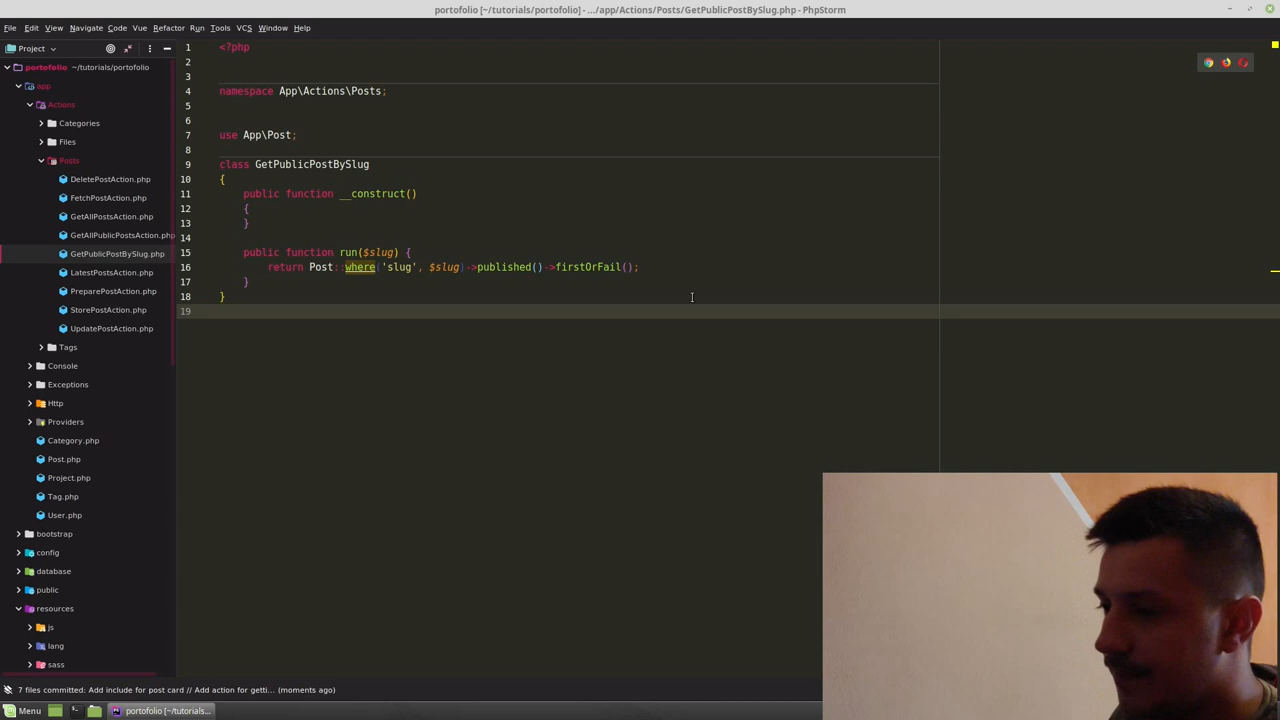 portofolio [~/tutorials/portofolio] - .../app/Actions/Posts/GetPublicPostBySlug.php - PhpStorm
File Edit View Navigate Code Vue Refactor Run Tools VCS Window Help
Project
portofolio ~/tutorials/portofolio
app
Actions
Categories
Files
Posts
DeletePostAction.php
FetchPostAction.php
GetAllPostsAction.php
GetAllPublicPostsAction.php
GetPublicPostBySlug.php
LatestPostsAction.php
PreparePostAction.php
StorePostAction.php
UpdatePostAction.php
Tags
Console
Exceptions
Http
Providers
Category.php
Post.php
Project.php
Tag.php
User.php
bootstrap
config
database
public
resources
js
lang
sass
1 <?php
2
3
4 namespace App\Actions\Posts;
5
6
7 use App\Post;
8
9 class GetPublicPostBySlug
10 {
11 public function __construct()
12 {
13 }
14
15 public function run($slug) {
16 return Post::where('slug', $slug)->published()->firstOrFail();
17 }
18 }
19
7 files committed: Add include for post card // Add action for getti... (moments ago)
Menu portofolio [~/tutorials...